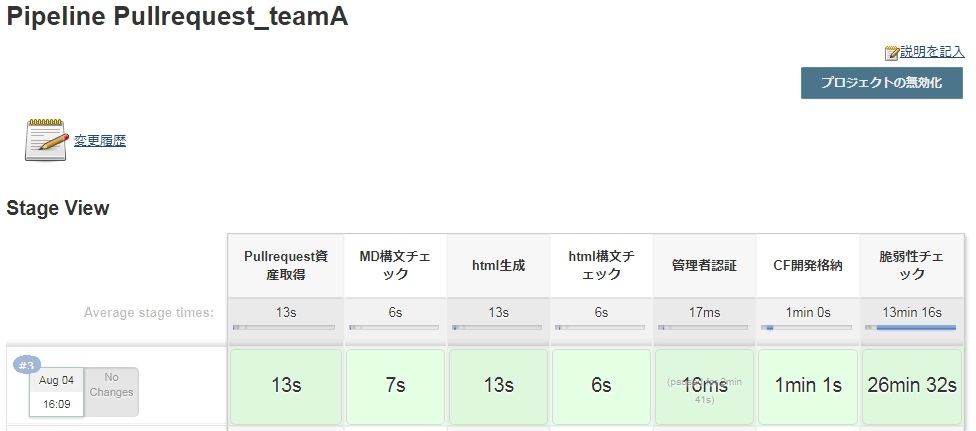 Pipeline Pullrequest_teamA
説明を記入
プロジェクトの無効化
変更履歴
Stage View
Pullrequest資
産取得
MD構文チェ
ック
html生成
html構文チ
ェック
管理者認証
CF開発格納
脆弱性チェ
ック
Average stage times:
13s
6s
13s
6s
17ms
1min 0s
13min 16s
#3
Aug 04
16:09
No
Changes
13s
7s
13s
6s
16ms
41s)
1min 1s
26min 32s